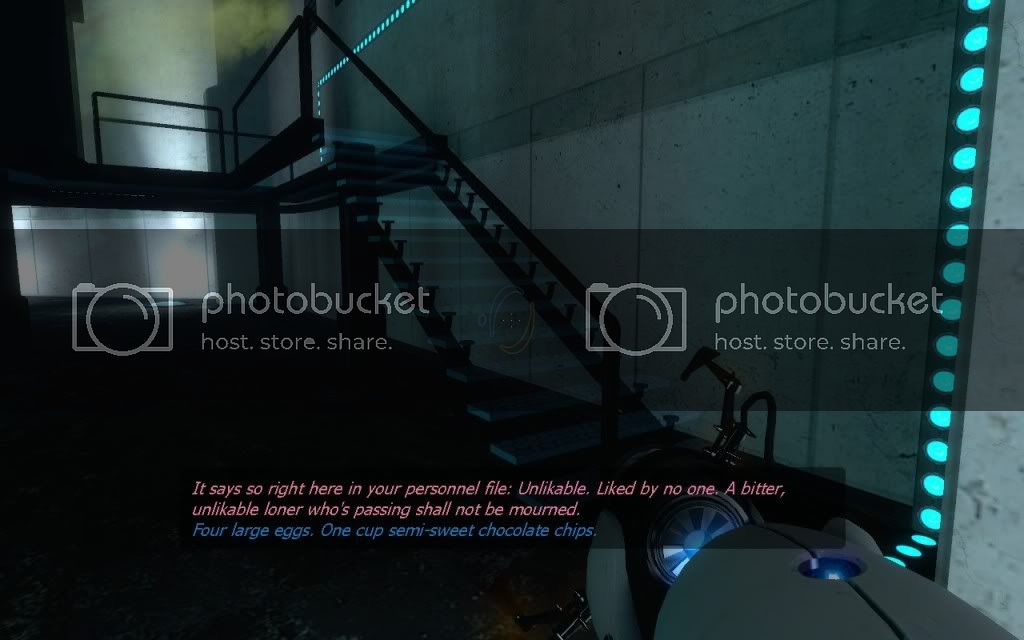 photobucket photobucket
host. store. share. host. store. share.
It says so right here in your personnel file: Unlikable. Liked by no one. A bitter,
unlikable loner who's passing shall not be mourned.
Four large eggs. One cup semi-sweet chocolate chips.